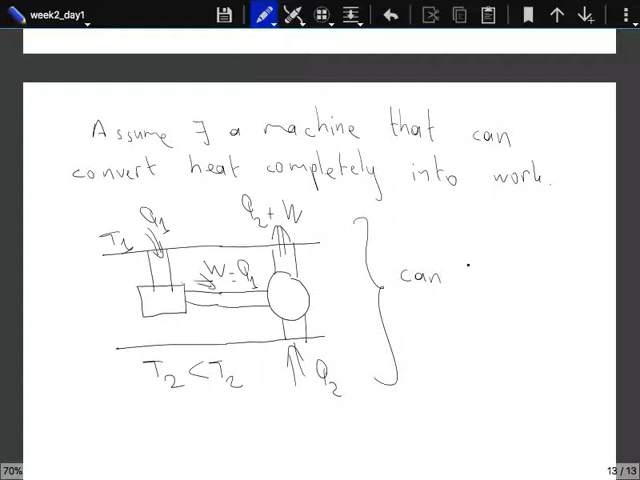 week2_day1
Assume ∃ a machine that can
convert heat completely into work.
Q1
Q2 + W
T1
W = Q1
can
T2 < T2
Q2
70%
13 / 13